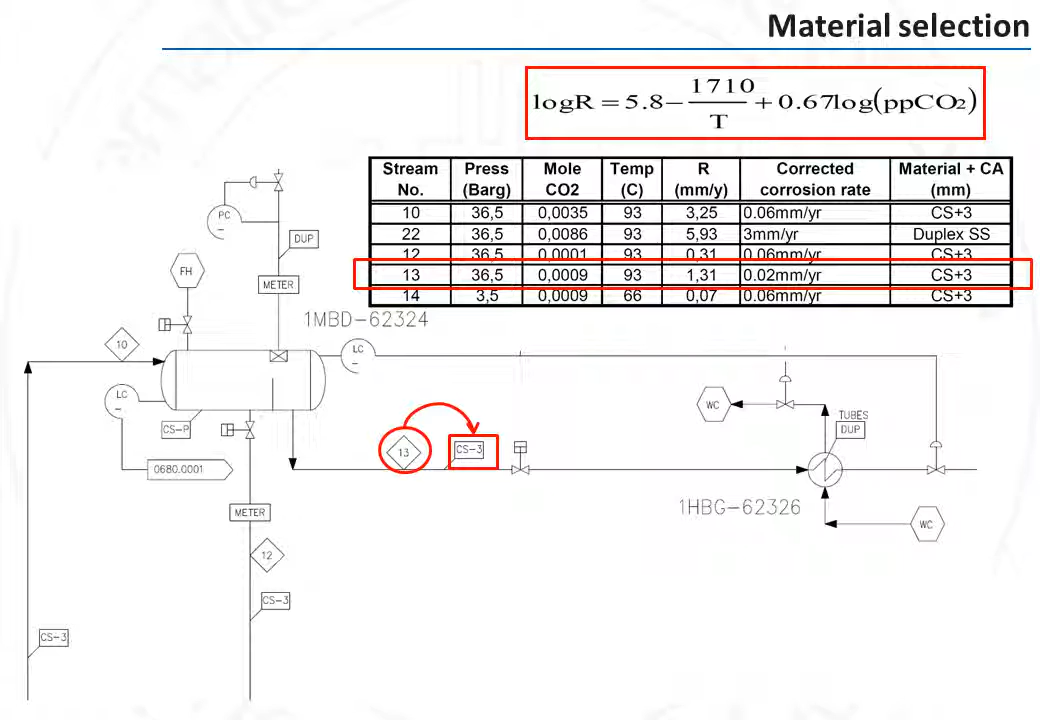 Material selection
logR = 5.8 − 1710/T + 0.67log(ppCO₂)
Stream No. Press (Barg) Mole CO2 Temp (C) R (mm/y) Corrected corrosion rate Material + CA (mm)
10 36,5 0,0035 93 3,25 0.06mm/yr CS+3
22 36,5 0,0086 93 5,93 3mm/yr Duplex SS
12 36,5 0,0001 93 0,31 0.06mm/yr CS+3
13 36,5 0,0009 93 1,31 0.02mm/yr CS+3
14 3,5 0,0009 66 0,07 0.06mm/yr CS+3
PC
DUP
FH
METER
1MBD-62324
10
LC
LC
CS-P
0680.0001
13
CS-3
WC
TUBES
DUP
1HBG-62326
WC
METER
12
CS-3
CS-3